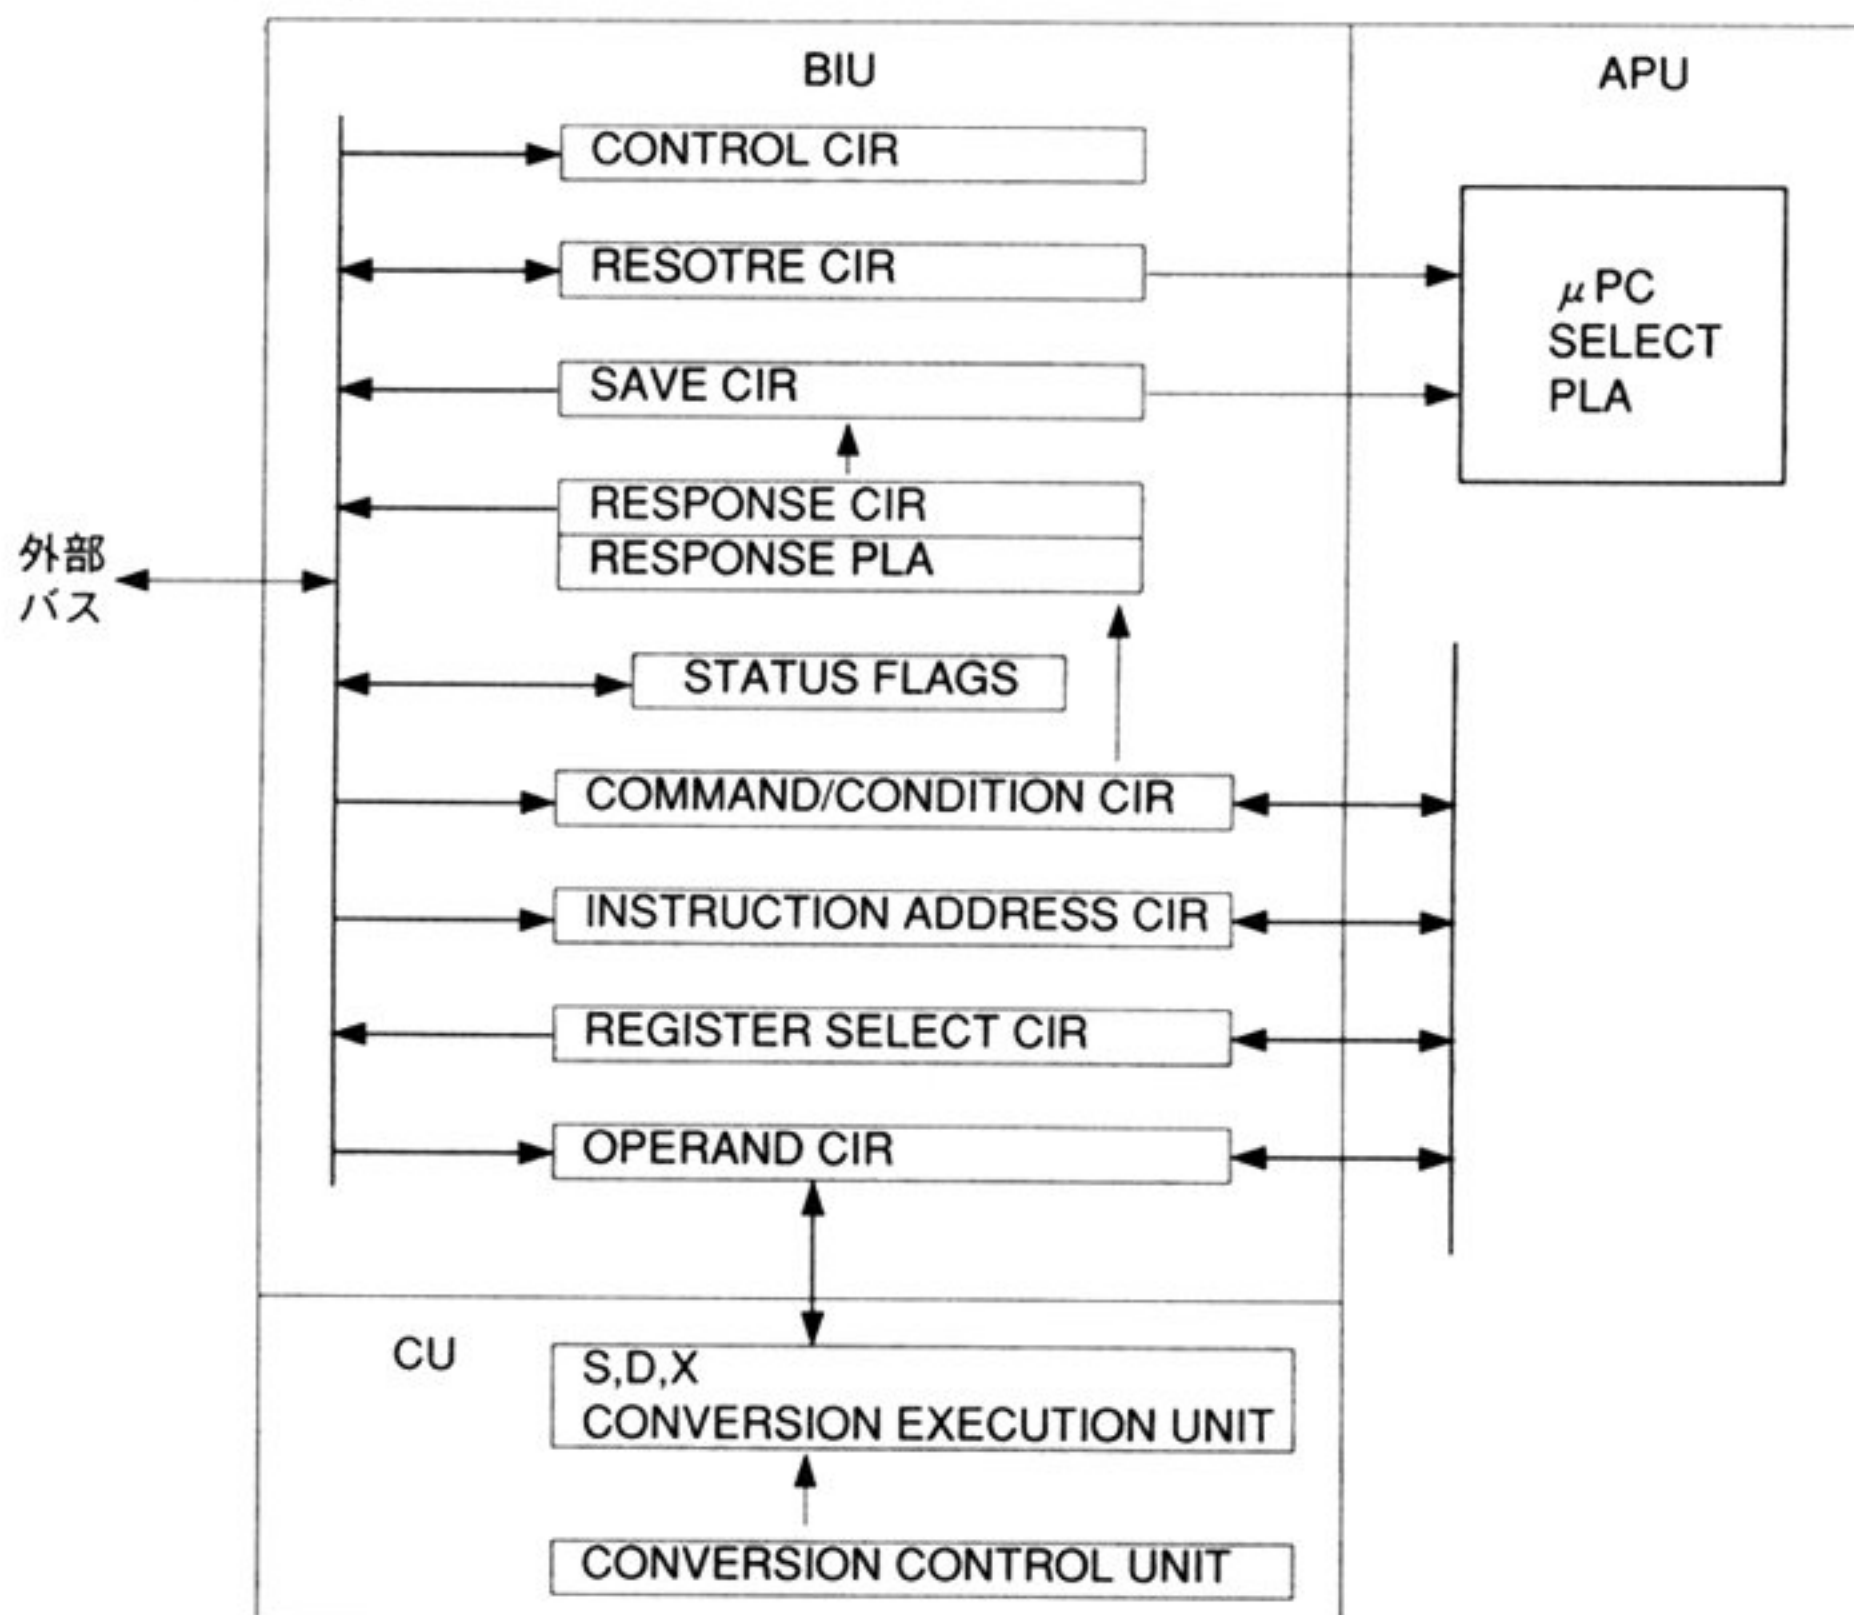 BIU
APU
CONTROL CIR
RESOTRE CIR
SAVE CIR
μPC
SELECT
PLA
RESPONSE CIR
RESPONSE PLA
外部
バス
STATUS FLAGS
COMMAND/CONDITION CIR
INSTRUCTION ADDRESS CIR
REGISTER SELECT CIR
OPERAND CIR
CU
S,D,X
CONVERSION EXECUTION UNIT
CONVERSION CONTROL UNIT